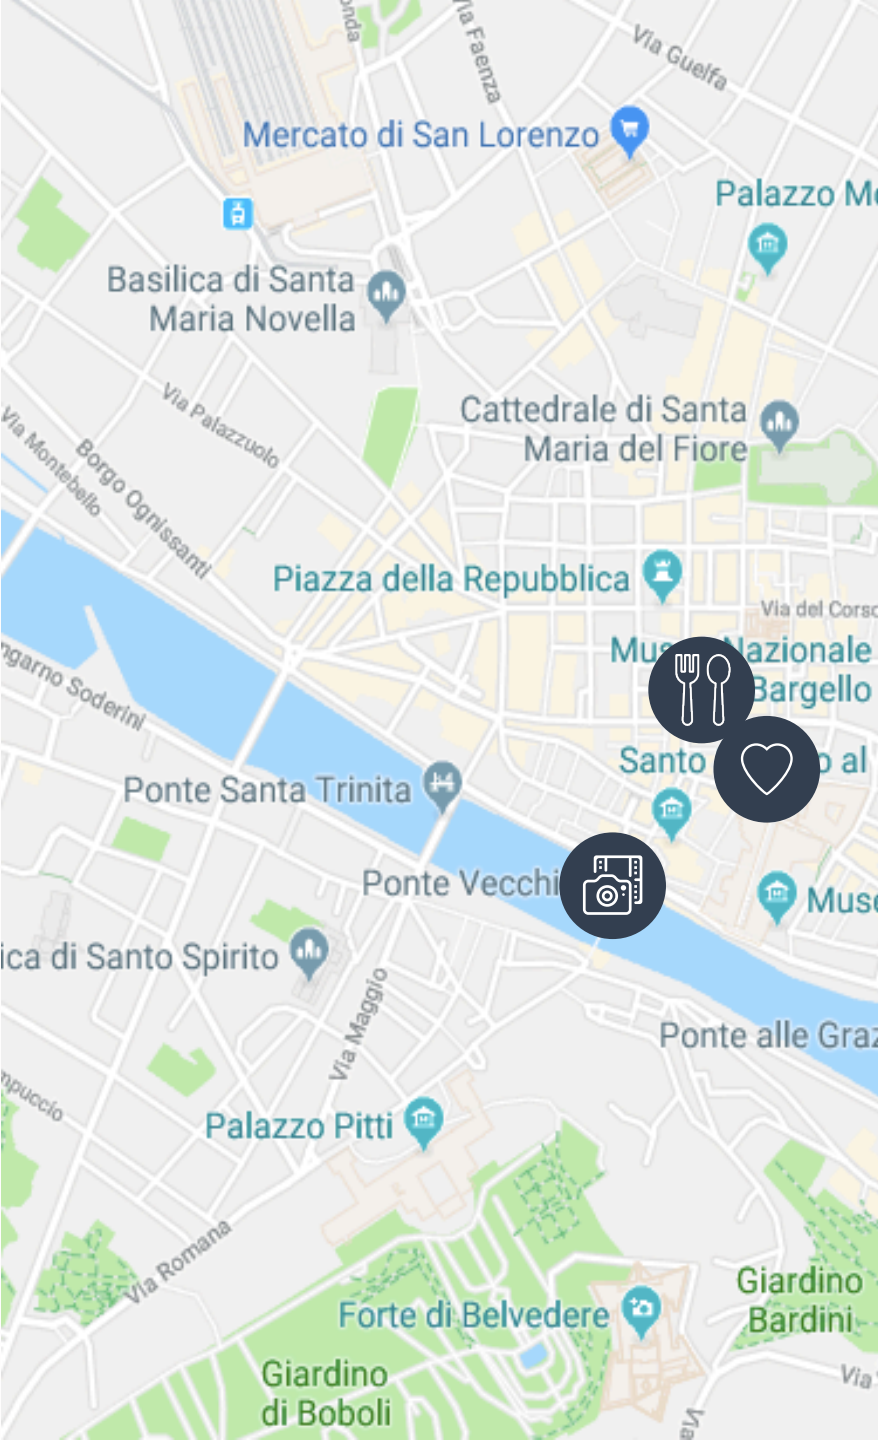 Via Faenza
Via Guelfa
Mercato di San Lorenzo
Palazzo Me
Basilica di Santa
Maria Novella
Via Palazzuolo
Cattedrale di Santa
Maria del Fiore
Via Montebello
Borgo Ognissanti
Piazza della Repubblica
Via del Corso
Nazionale
Bargello
ngarno Soderini
Santo
o al
Ponte Santa Trinita
Ponte Vecchi
Muse
ica di Santo Spirito
Via Maggio
Ponte alle Graz
mpuccio
Palazzo Pitti
Via Romana
Giardino
Bardini
Forte di Belvedere
Giardino
di Boboli
Via
Via